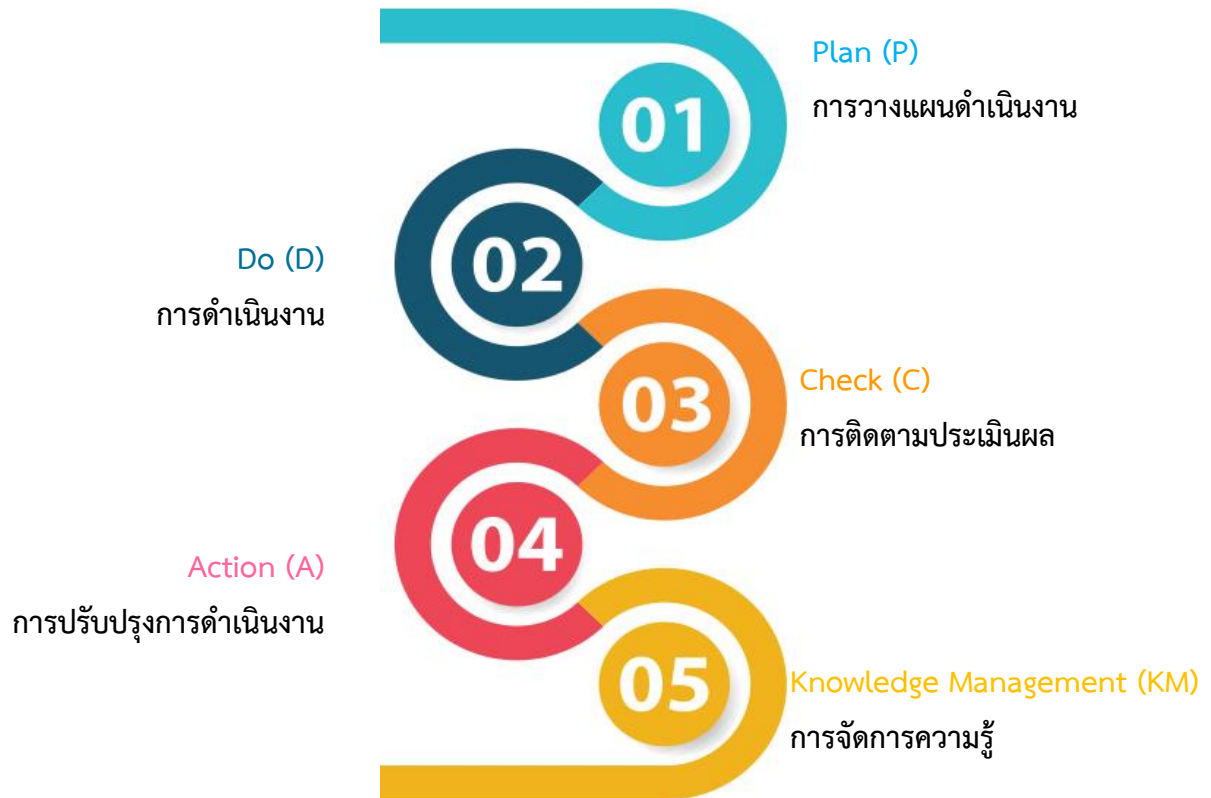 01
Plan (P)
การวางแผนดำเนินงาน
02
Do (D)
การดำเนินงาน
03
Check (C)
การติดตามประเมินผล
04
Action (A)
การปรับปรุงการดำเนินงาน
05
Knowledge Management (KM)
การจัดการความรู้